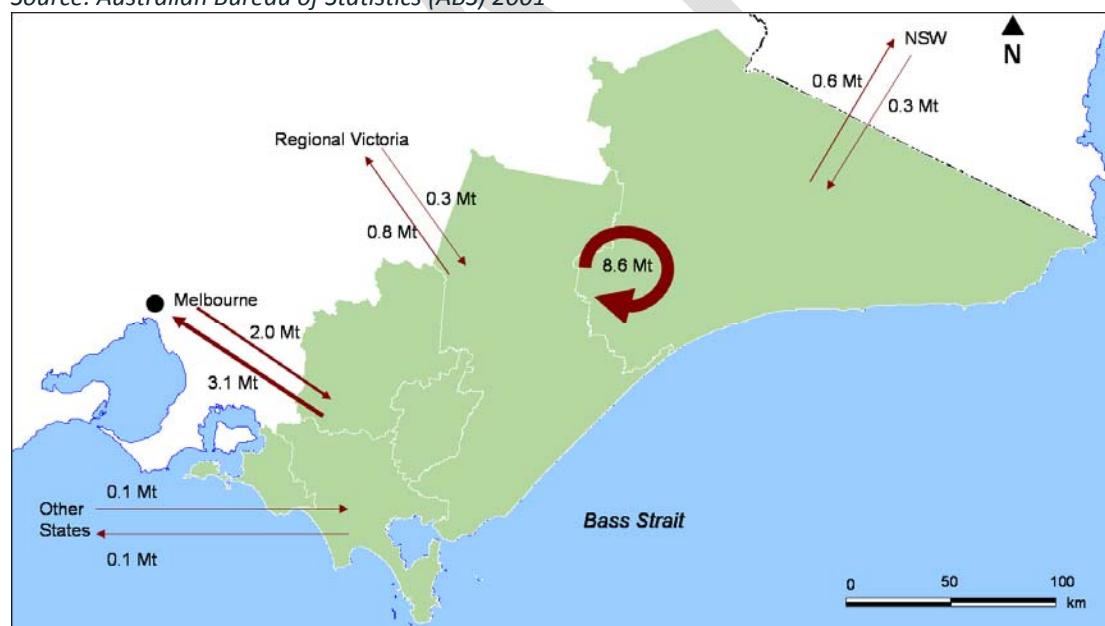 Source: Australian Bureau of Statistics (ABS) 2001
NSW
N
0.6 Mt
0.3 Mt
Regional Victoria
0.3 Mt
0.8 Mt
8.6 Mt
Melbourne
2.0 Mt
3.1 Mt
0.1 Mt
Other
States
0.1 Mt
Bass Strait
0 50 100
km